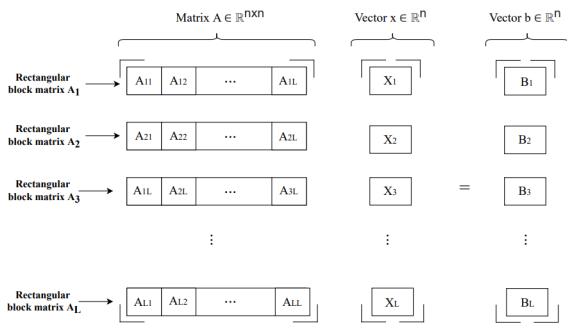 Matrix A ∈ ℝⁿˣⁿ Vector x ∈ ℝⁿ Vector b ∈ ℝⁿ
Rectangular
block matrix A₁
A₁₁ A₁₂ ... A₁L X₁ B₁
Rectangular
block matrix A₂
A₂₁ A₂₂ ... A₂L X₂ B₂
Rectangular
block matrix A₃
A₁L A₂L ... A₃L X₃ = B₃
⋮ ⋮ ⋮
Rectangular
block matrix AL
AL₁ AL₂ ... ALL XL BL